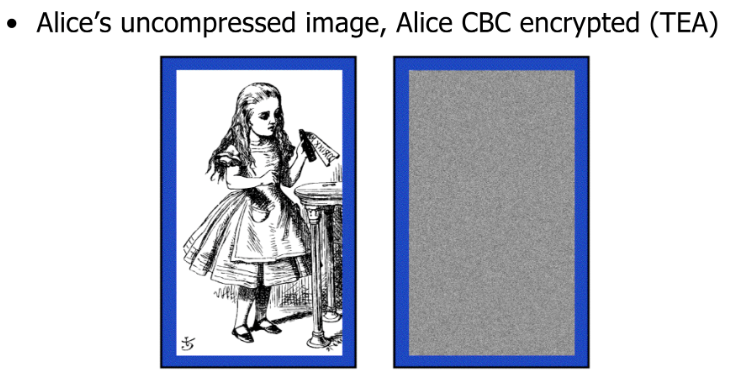 • Alice’s uncompressed image, Alice CBC encrypted (TEA)